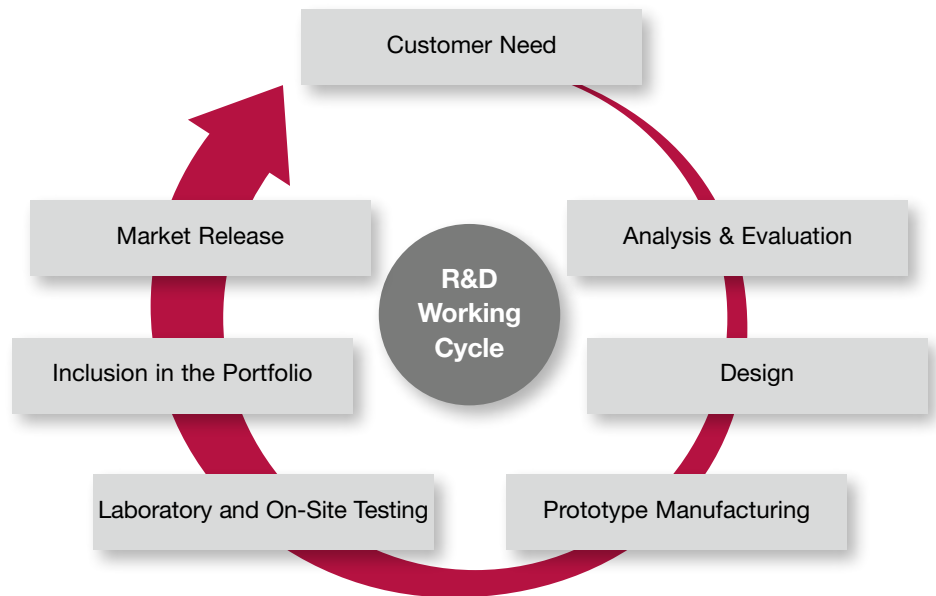 Customer Need
Analysis & Evaluation
Design
Prototype Manufacturing
Laboratory and On-Site Testing
Inclusion in the Portfolio
Market Release
R&D
Working
Cycle